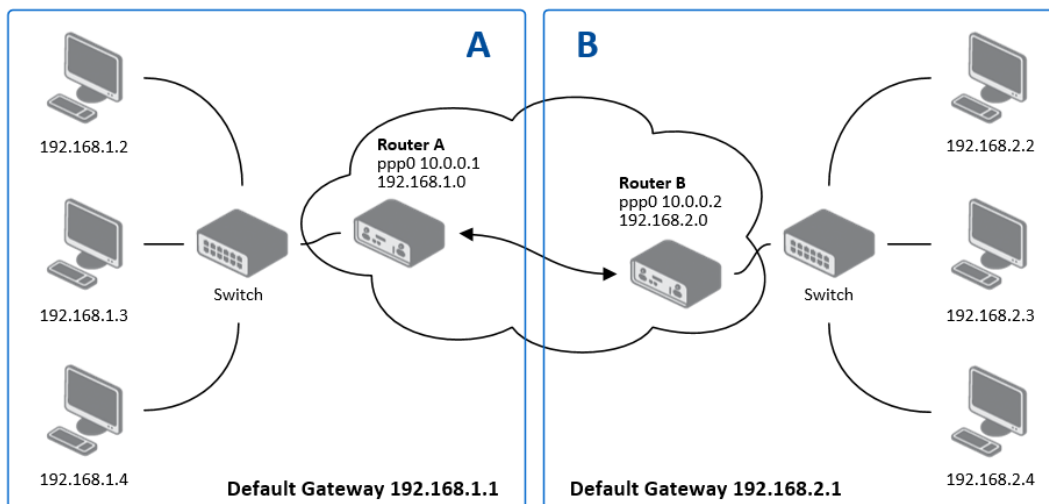 A
B
192.168.1.2
192.168.2.2
Router A
ppp0 10.0.0.1
192.168.1.0
Router B
ppp0 10.0.0.2
192.168.2.0
Switch
Switch
192.168.1.3
192.168.2.3
192.168.1.4
Default Gateway 192.168.1.1
Default Gateway 192.168.2.1
192.168.2.4